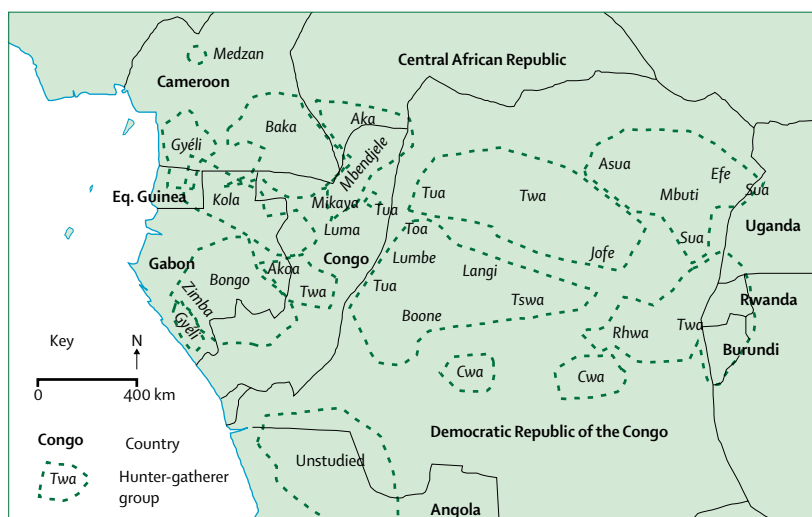 Medzan
Central African Republic
Cameroon
Aka
Baka
Gyéli
Mbendjele
Asua
Efe
Sua
Mbuti
Eq. Guinea
Kola
Mikaya
Tua
Tua
Twa
Luma
Toa
Sua
Uganda
Gabon
Akoa
Congo
Lumbe
Langi
Jofe
Bongo
Zimba
Twa
Tua
Tswa
Rwanda
Gyéli
Boone
Rhwa
Twa
Burundi
Key
N
0
400 km
Cwa
Cwa
Congo
Country
Democratic Republic of the Congo
Twa
Hunter-gatherer
group
Unstudied
Angola